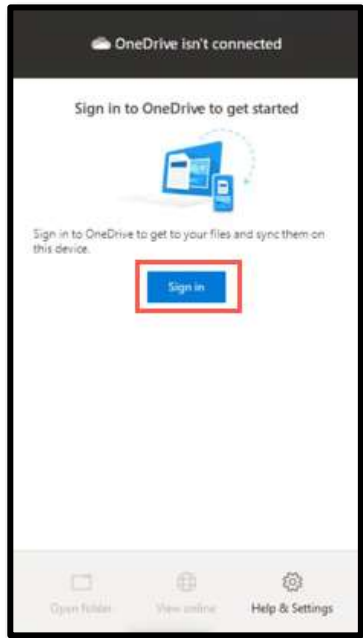 OneDrive isn't connected
Sign in to OneDrive to get started
Sign in to OneDrive to get to your files and sync them on
this device.
Sign in
Open folder
View online
Help & Settings